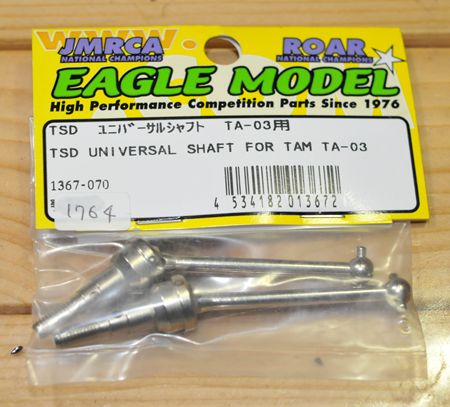 www.
JMRCA
NATIONAL CHAMPIONS
ROAR
NATIONAL CHAMPIONS
EAGLE MODEL
High Performance Competition Parts Since 1976
TSD ユニバーサルシャフト TA-03用
TSD UNIVERSAL SHAFT FOR TAM TA-03
1367-070
1764
4 534182 013672